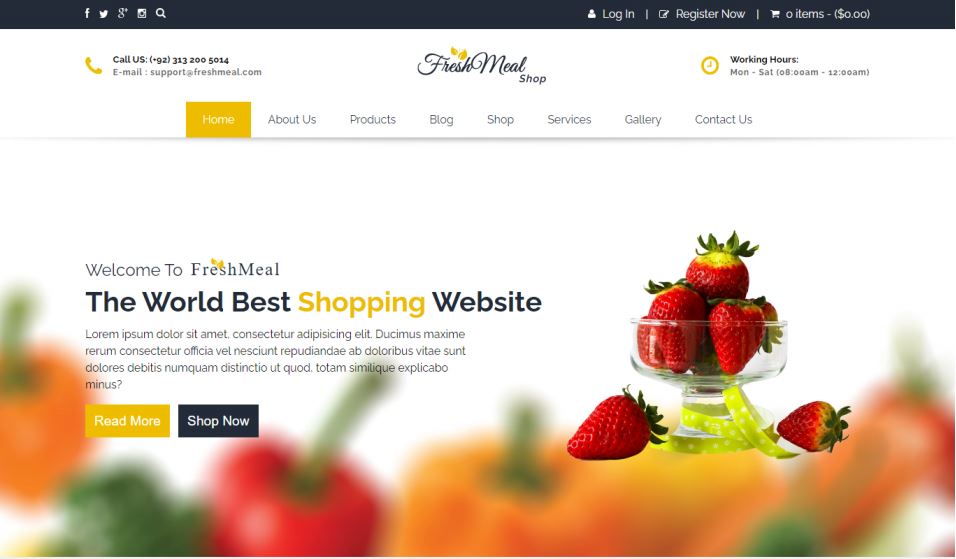 Log In | Register Now | 0 items - ($0.00)
Call US: (+92) 313 200 5014
E-mail : support@freshmeal.com
FreshMeal
Shop
Working Hours:
Mon - Sat (08:00am - 12:00am)
Home About Us Products Blog Shop Services Gallery Contact Us
Welcome To FreshMeal
The World Best Shopping Website
Lorem ipsum dolor sit amet, consectetur adipisicing elit. Ducimus maxime
rerum consectetur officia vel nesciunt repudiandae ab doloribus vitae sunt
dolores debitis numquam distinctio ut quod, totam similique explicabo
minus?
Read More Shop Now